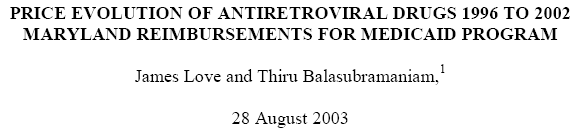 PRICE EVOLUTION OF ANTIRETROVIRAL DRUGS 1996 TO 2002
MARYLAND REIMBURSEMENTS FOR MEDICAID PROGRAM
James Love and Thiru Balasubramaniam,1
28 August 2003